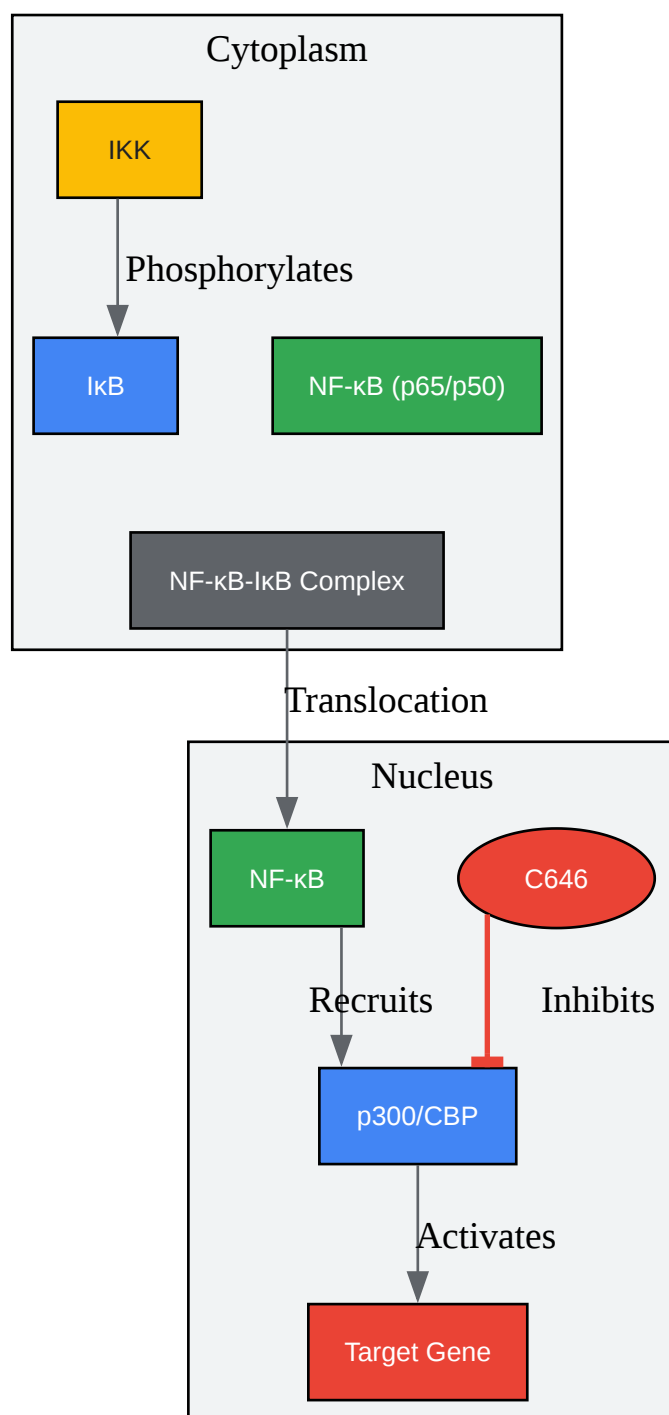 Cytoplasm
IKK
Phosphorylates
IκB
NF-κB (p65/p50)
NF-κB-IκB Complex
Translocation
Nucleus
NF-κB
C646
Recruits
Inhibits
p300/CBP
Activates
Target Gene